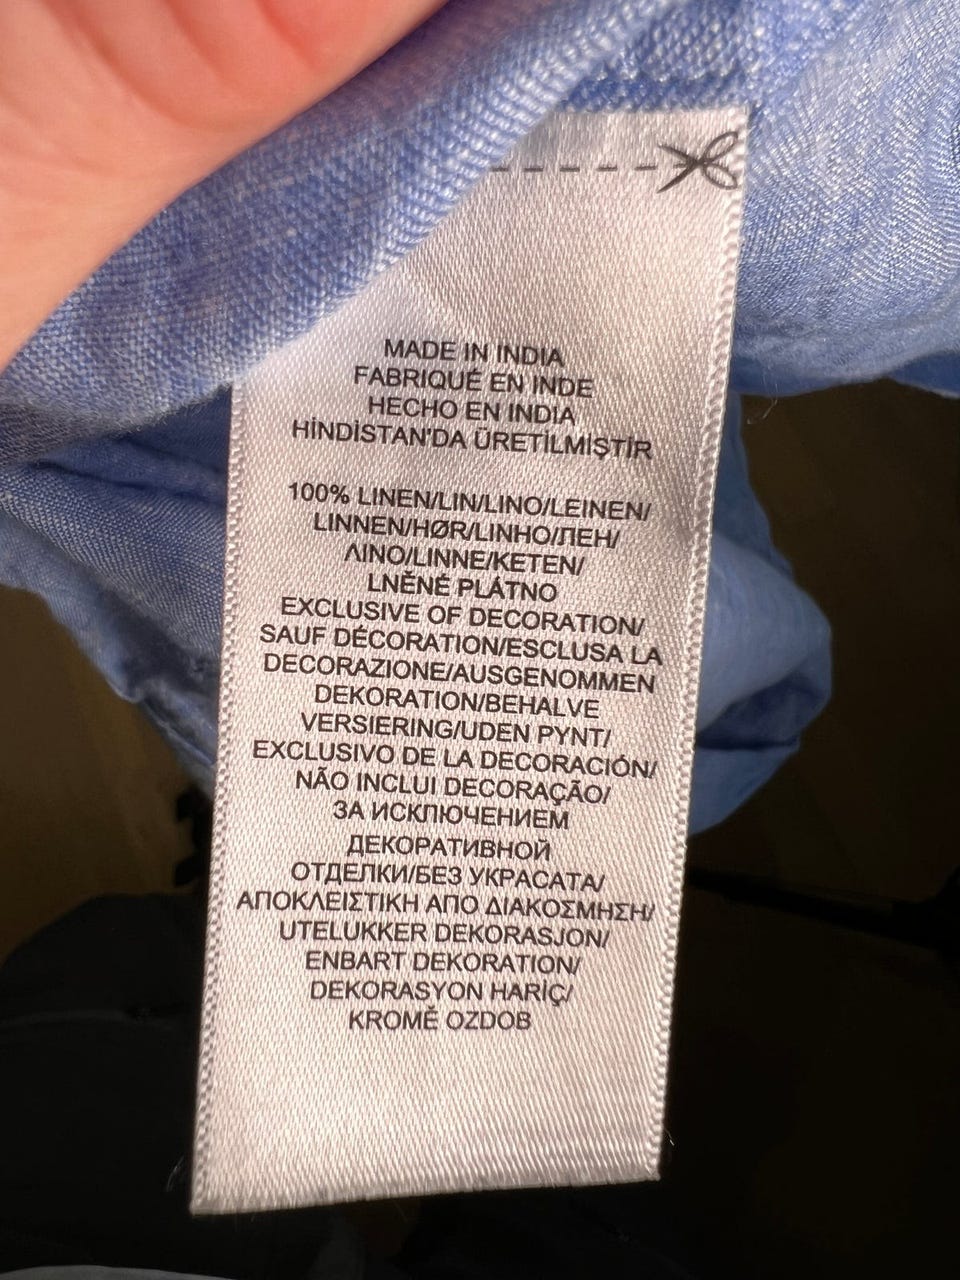 MADE IN INDIA
FABRIQUÉ EN INDE
HECHO EN INDIA
HİNDİSTAN'DA ÜRETİLMIŞTİR
100% LINEN/LIN/LINO/LEINEN/
LINNEN/HØR/LINHO/ЛЕН/
ΛΙΝΟ/LINNE/KETEN/
LNĚNÉ PLÁTNO
EXCLUSIVE OF DECORATION/
SAUF DÉCORATION/ESCLUSA LA
DECORAZIONE/AUSGENOMMEN
DEKORATION/BEHALVE
VERSIERING/UDEN PYNT/
EXCLUSIVO DE LA DECORACIÓN/
NÃO INCLUI DECORAÇÃO/
ЗА ИСКЛЮЧЕНИЕМ
ДЕКОРАТИВНОЙ
ОТДЕЛКИ/БЕЗ УКРАСАТА/
ΑΠΟΚΛΕΙΣΤΙΚΗ ΑΠΟ ΔΙΑΚΟΣΜΗΣΗ/
UTELUKKER DEKORASJON/
ENBART DEKORATION/
DEKORASYON HARİÇ/
KROMĚ OZDOB